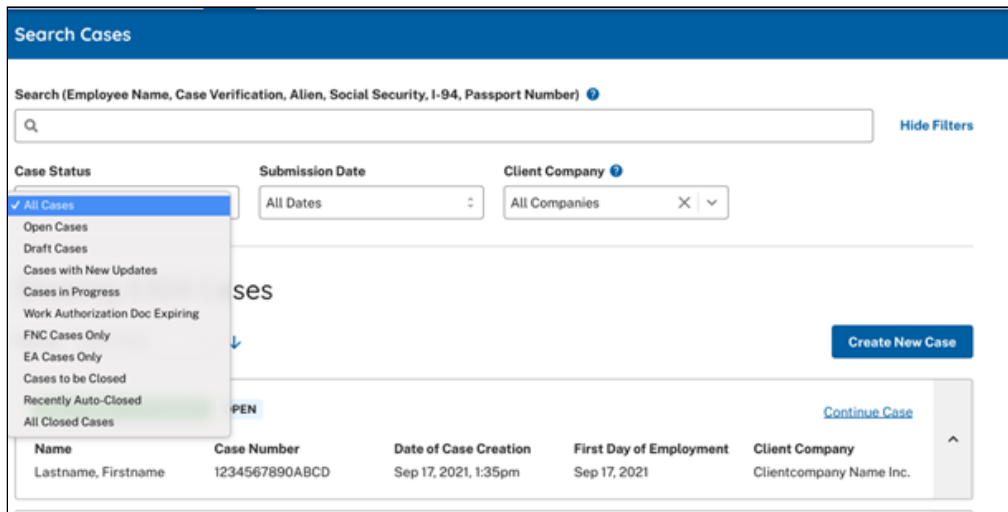 Search Cases
Search (Employee Name, Case Verification, Alien, Social Security, I-94, Passport Number)
Hide Filters
Case Status Submission Date Client Company
✓ All Cases
All Dates All Companies
Open Cases
Draft Cases
Cases with New Updates
Cases in Progress
Work Authorization Doc Expiring
FNC Cases Only
EA Cases Only
Cases to be Closed
Recently Auto-Closed
All Closed Cases
Create New Case
Continue Case
Name Case Number Date of Case Creation First Day of Employment Client Company
Lastname, Firstname 1234567890ABCD Sep 17, 2021, 1:35pm Sep 17, 2021 Clientcompany Name Inc.